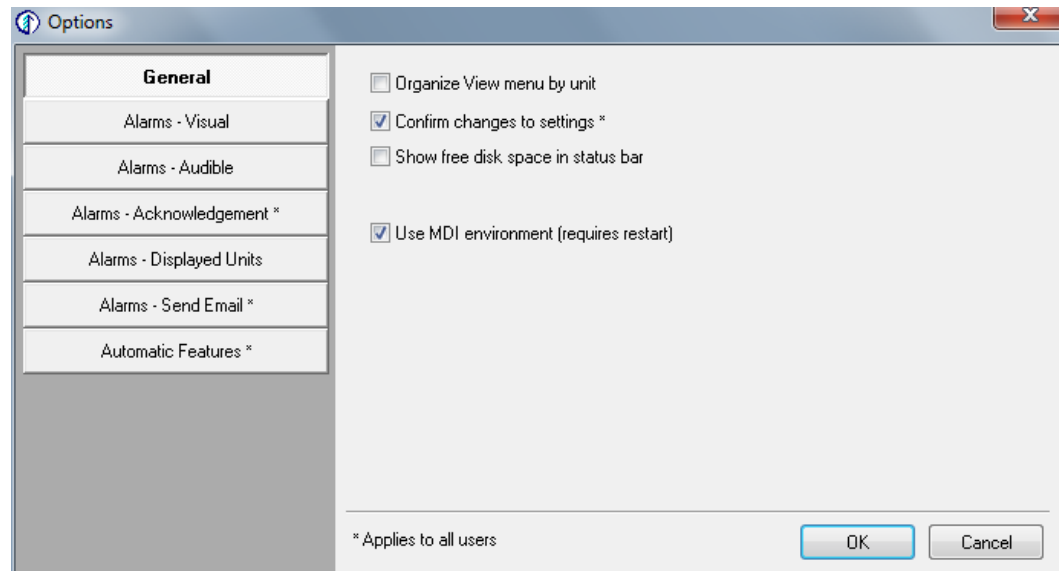 Options
General
Alarms - Visual
Alarms - Audible
Alarms - Acknowledgement *
Alarms - Displayed Units
Alarms - Send Email *
Automatic Features *
Organize View menu by unit
Confirm changes to settings *
Show free disk space in status bar
Use MDI environment (requires restart)
* Applies to all users
OK
Cancel